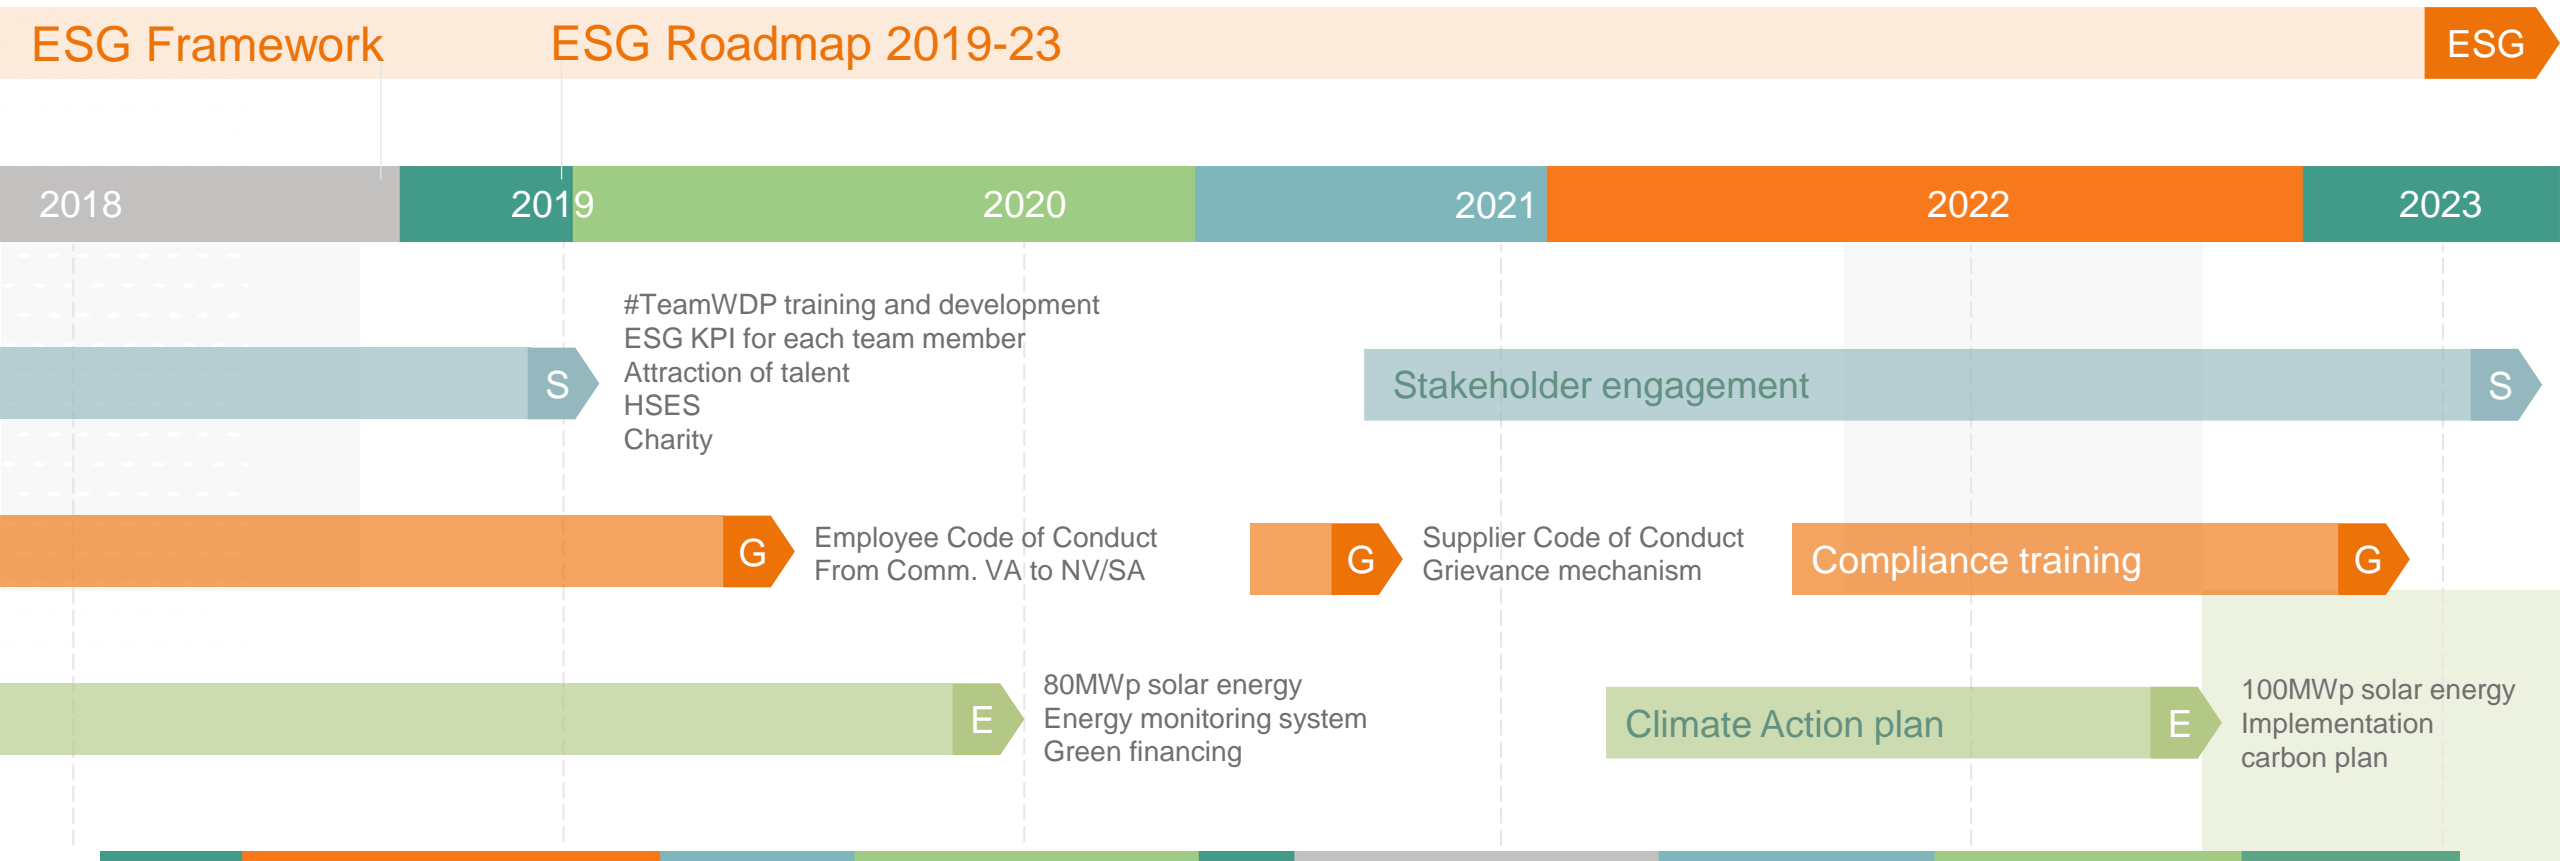 ESG Framework
ESG Roadmap 2019-23
ESG
2018
2019
2020
2021
2022
2023
#TeamWDP training and development
ESG KPI for each team member
Attraction of talent
HSES
Charity
S
Stakeholder engagement
S
G
Employee Code of Conduct
From Comm. VA to NV/SA
G
Supplier Code of Conduct
Grievance mechanism
Compliance training
G
E
80MWp solar energy
Energy monitoring system
Green financing
Climate Action plan
E
100MWp solar energy
Implementation
carbon plan